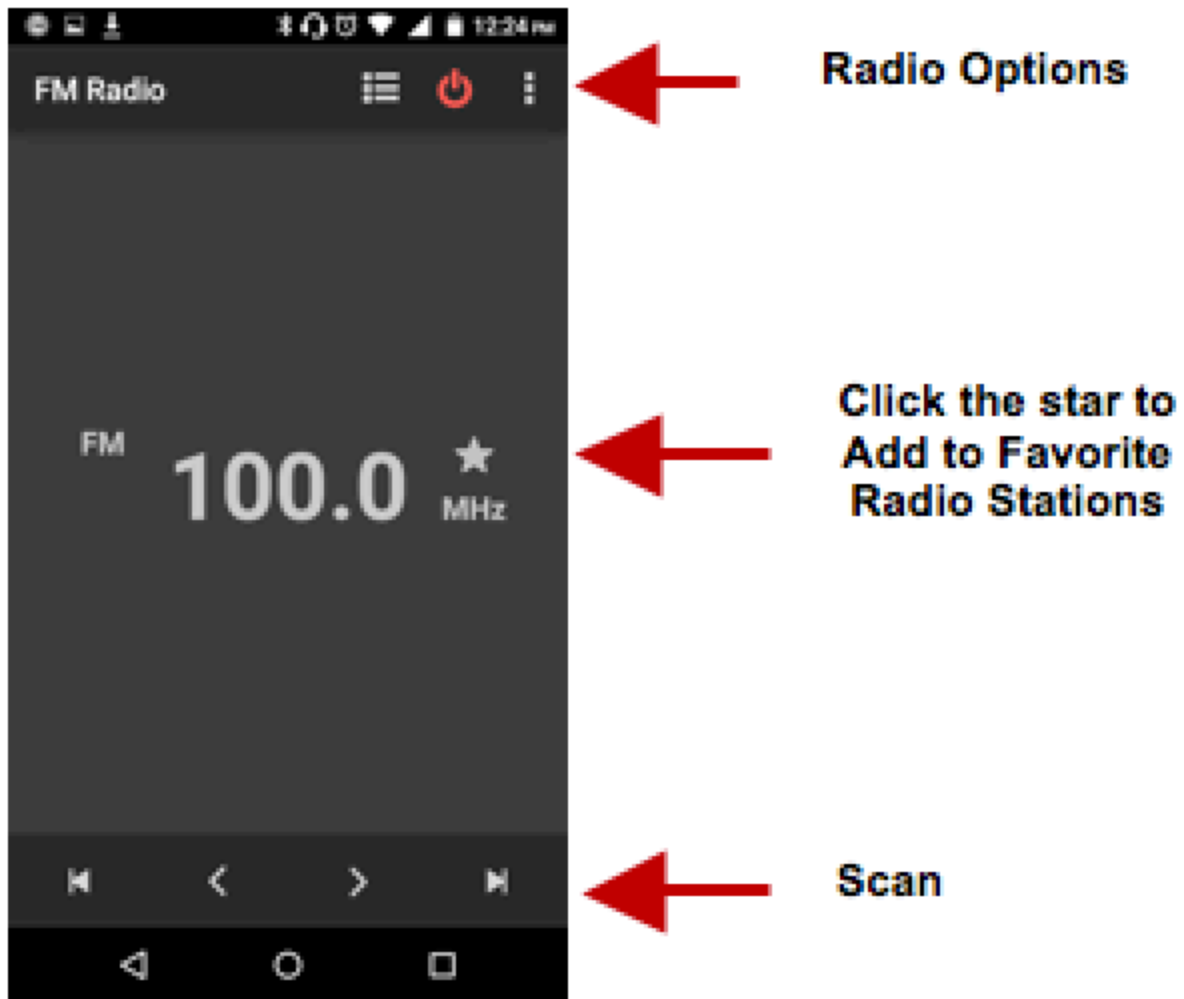 12:24 PM
FM Radio
Radio Options
FM 100.0 MHz
Click the star to
Add to Favorite
Radio Stations
Scan